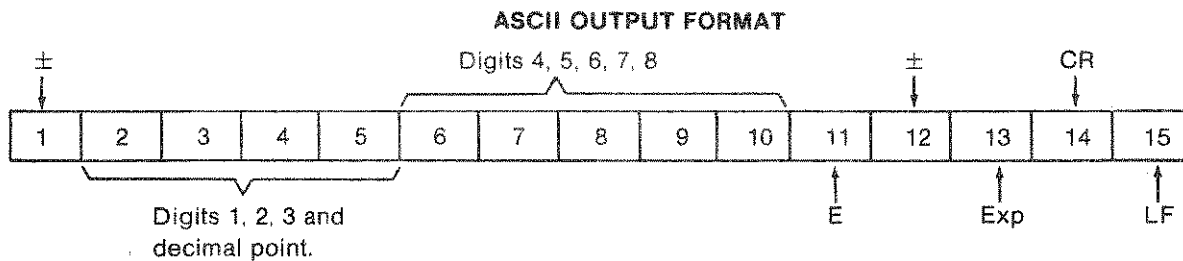 ASCII OUTPUT FORMAT
± Digits 4, 5, 6, 7, 8 ± CR
1 2 3 4 5 6 7 8 9 10 11 12 13 14 15
Digits 1, 2, 3 and E Exp LF
decimal point.